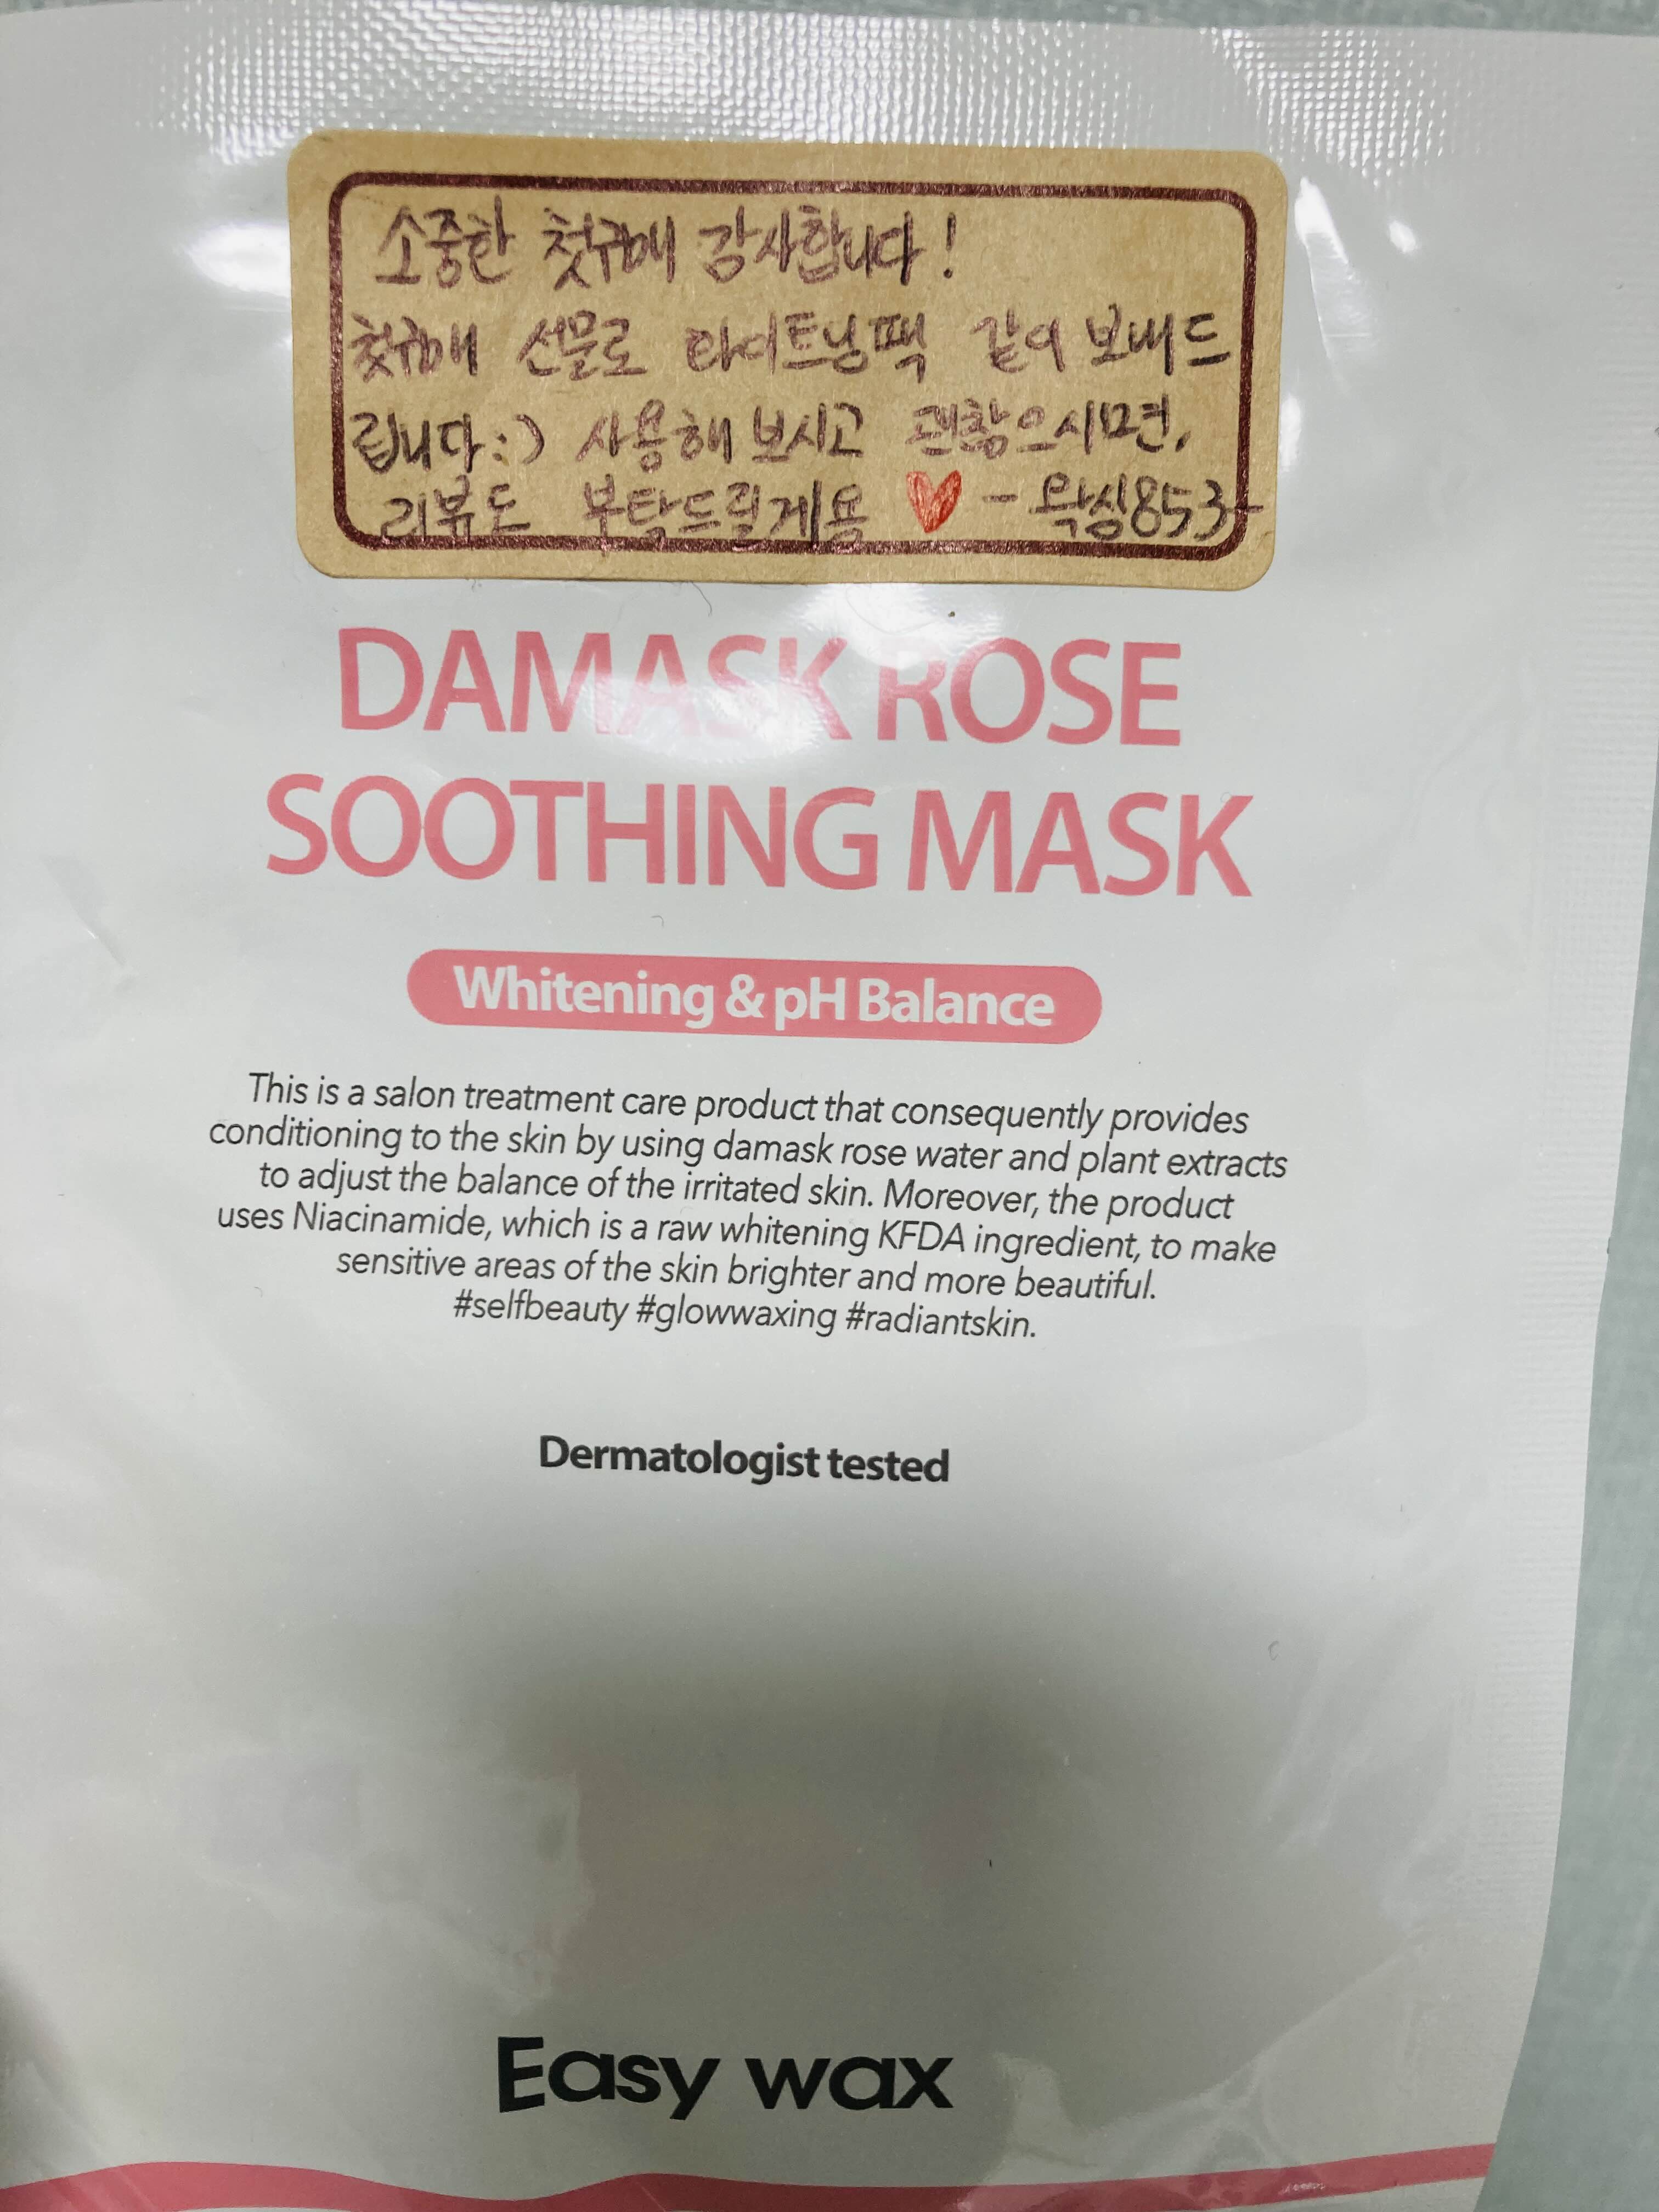 소중한 첫구매 감사합니다!
첫구매 선물로 라이트닝팩 같이 보내드
립니다:) 사용해 보시고 괜찮으시면,
리뷰도 부탁드릴게용 ♥ - 왁싱853-
DAMASK ROSE
SOOTHING MASK
Whitening & pH Balance
This is a salon treatment care product that consequently provides
conditioning to the skin by using damask rose water and plant extracts
to adjust the balance of the irritated skin. Moreover, the product
uses Niacinamide, which is a raw whitening KFDA ingredient, to make
sensitive areas of the skin brighter and more beautiful.
#selfbeauty #glowwaxing #radiantskin.
Dermatologist tested
Easy wax